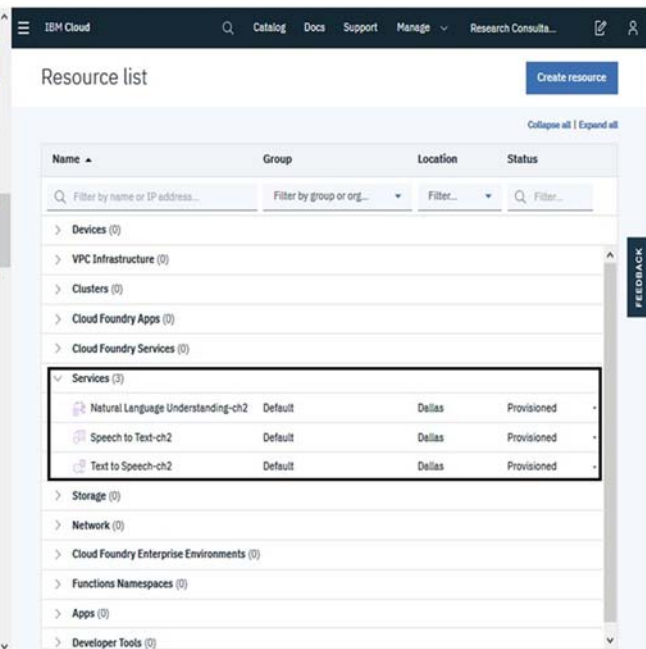 IBM Cloud Catalog Docs Support Manage Research Consulta...
Resource list
Create resource
Collapse all | Expand all
Name Group Location Status
Filter by name or IP address... Filter by group or org... Filter... Filter...
Devices (0)
VPC Infrastructure (0)
Clusters (0)
Cloud Foundry Apps (0)
Cloud Foundry Services (0)
Services (3)
Natural Language Understanding-ch2 Default Dallas Provisioned
Speech to Text-ch2 Default Dallas Provisioned
Text to Speech-ch2 Default Dallas Provisioned
Storage (0)
Network (0)
Cloud Foundry Enterprise Environments (0)
Functions Namespaces (0)
Apps (0)
Developer Tools (0)
FEEDBACK